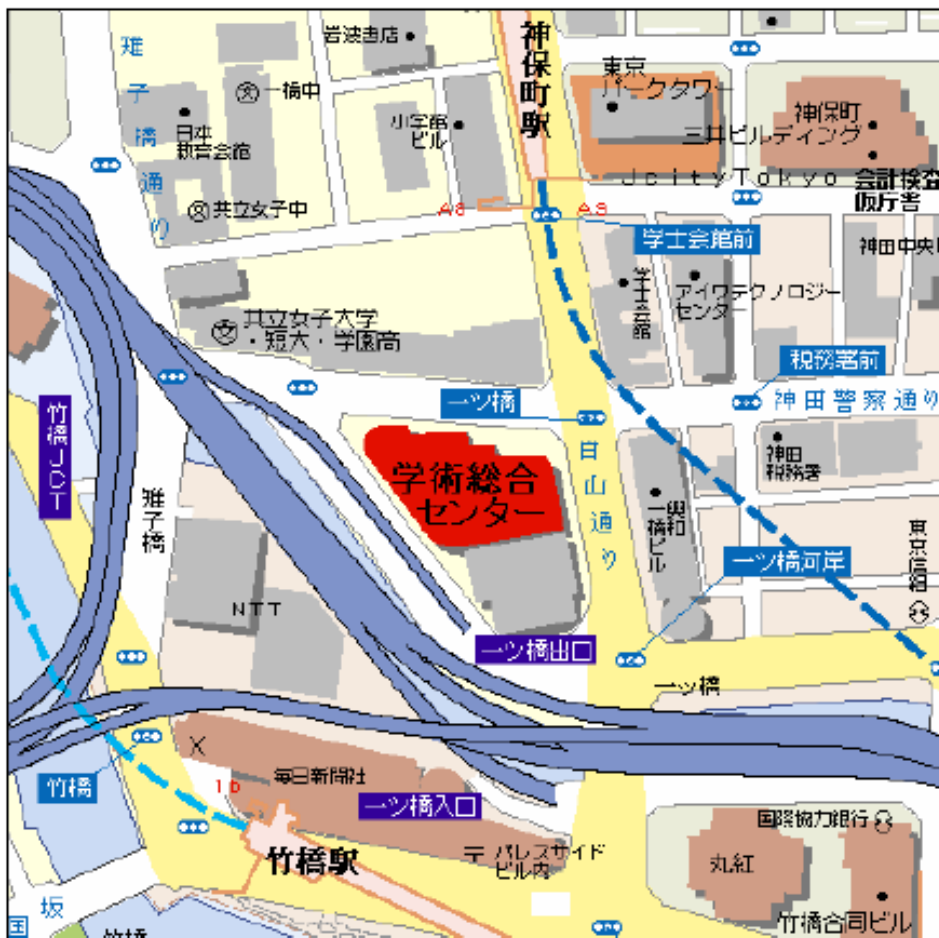 岩波書店
神保町駅
東京
パークタワー
雉子橋通り
一橋中
日本
教育会館
小学館
ビル
神保町
三井ビルディング
JcityTokyo
会計検査
仮庁舎
共立女子中
A8
A9
学士会館前
神田中央
学士会館
アイワテクノロジー
センター
共立女子大学
・短大・学園高
税務署前
神田警察通り
一ツ橋
竹橋JCT
白山通り
神田
税務署
学術総合
センター
雉子橋
興和
一橋ビル
東京信組
一ツ橋河岸
NTT
一ツ橋出口
一ツ橋
竹橋
毎日新聞社
1b
一ツ橋入口
国際協力銀行
竹橋駅
〒パレスサイド
ビル内
丸紅
坂
国
竹橋
竹橋合同ビル